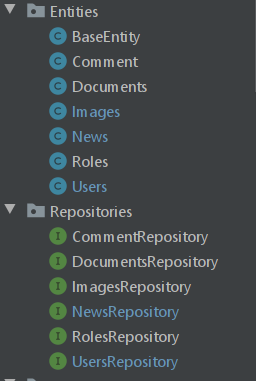 Entities
C BaseEntity
C Comment
C Documents
C Images
C News
C Roles
C Users
Repositories
I CommentRepository
I DocumentsRepository
I ImagesRepository
I NewsRepository
I RolesRepository
I UsersRepository